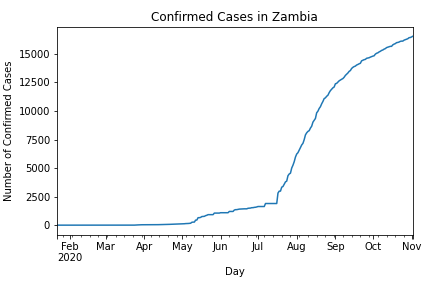 Confirmed Cases in Zambia
Number of Confirmed Cases
15000
12500
10000
7500
5000
2500
0
Feb Mar Apr May Jun Jul Aug Sep Oct Nov
2020
Day